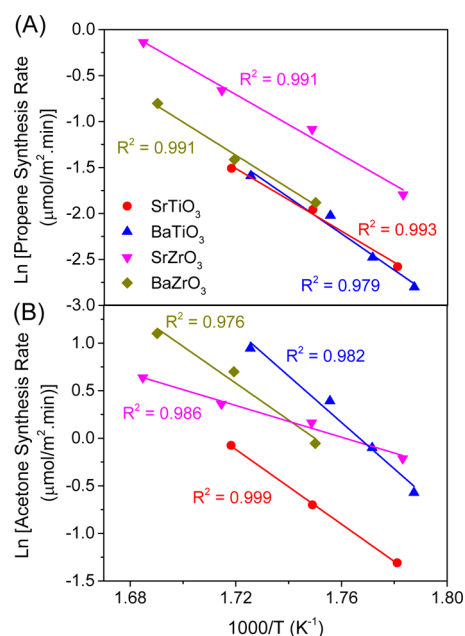 (A)
0.0
-0.5
-1.0
-1.5
-2.0
-2.5
-3.0
Ln [Propene Synthesis Rate
(μmol/m².min)]
R² = 0.991
R² = 0.991
R² = 0.993
R² = 0.979
SrTiO₃
BaTiO₃
SrZrO₃
BaZrO₃
(B)
1.0
0.5
0.0
-0.5
-1.0
-1.5
Ln [Acetone Synthesis Rate
(μmol/m².min)]
R² = 0.976
R² = 0.982
R² = 0.986
R² = 0.999
1.68 1.72 1.76 1.80
1000/T (K⁻¹)